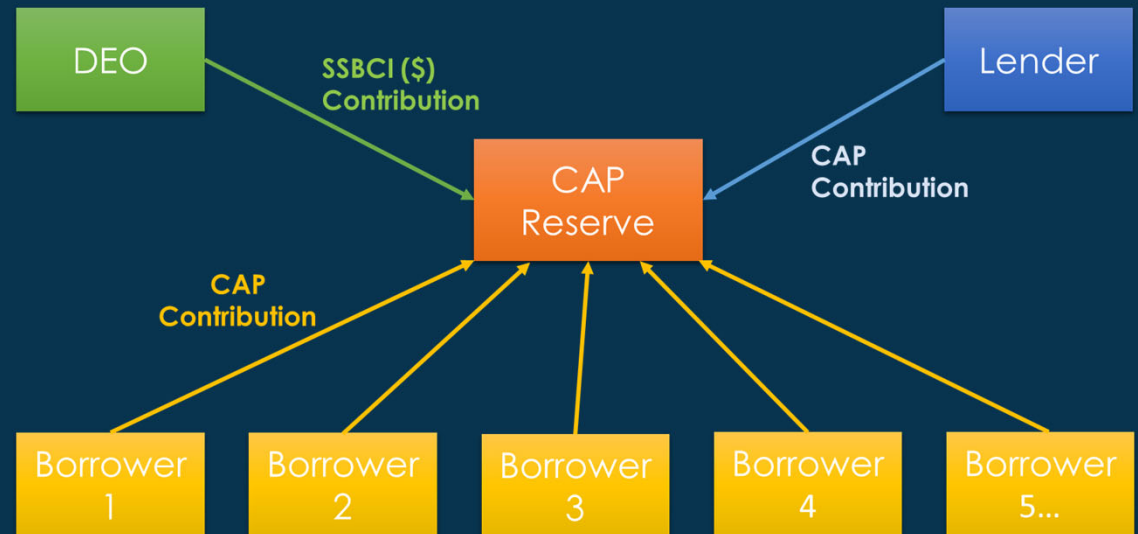 DEO
Lender
SSBCI ($)
Contribution
CAP
Contribution
CAP
Reserve
CAP
Contribution
Borrower
1
Borrower
2
Borrower
3
Borrower
4
Borrower
5...